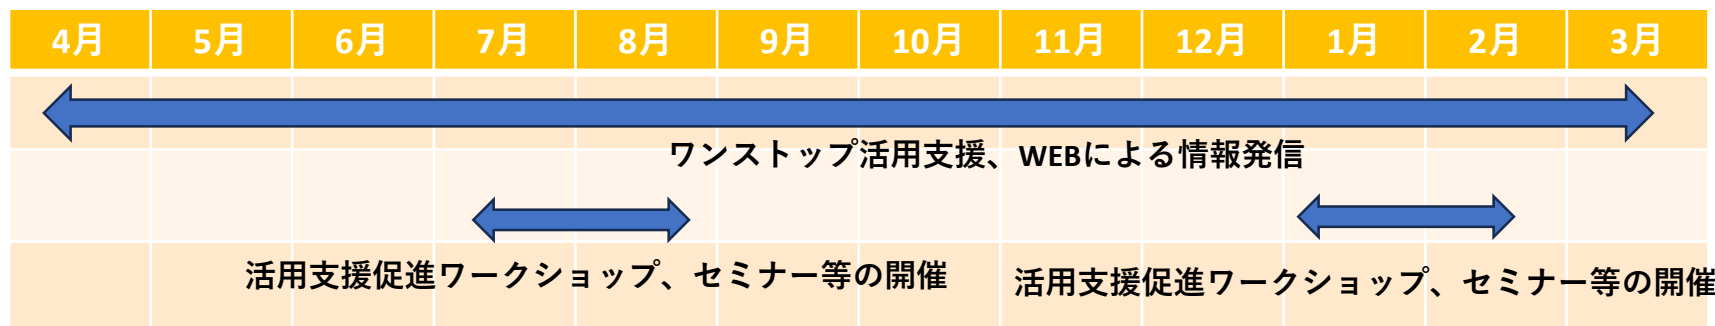 4月 5月 6月 7月 8月 9月 10月 11月 12月 1月 2月 3月
ワンストップ活用支援、WEBによる情報発信
活用支援促進ワークショップ、セミナー等の開催
活用支援促進ワークショップ、セミナー等の開催